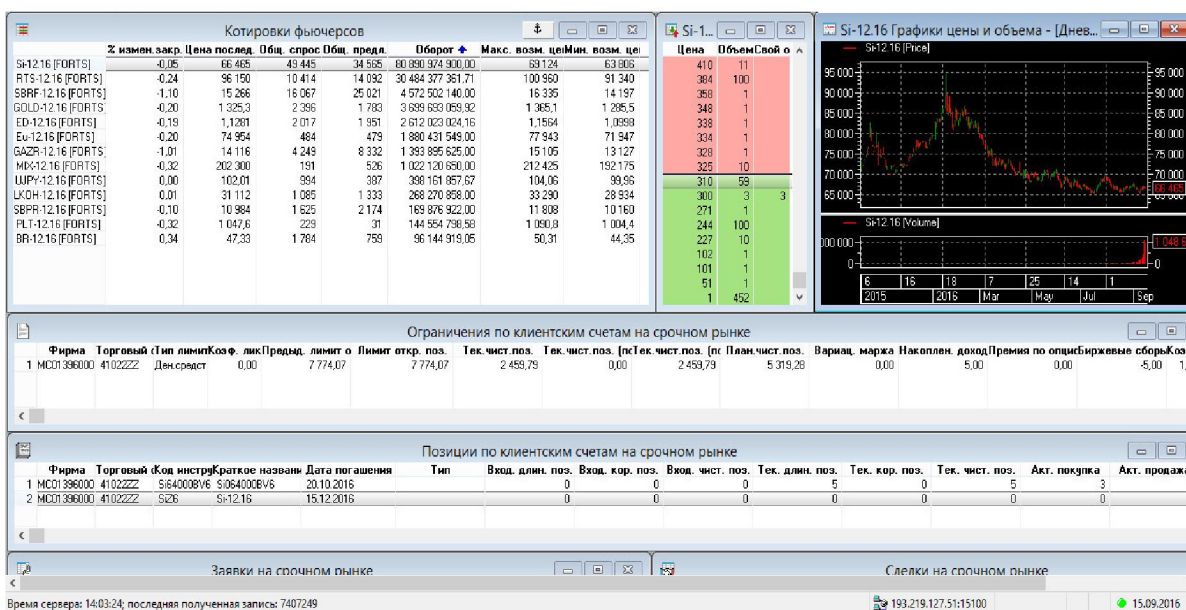 Котировки фьючерсов
% измен.закр. Цена послед. Общ. спрос Общ. предл. Оборот Макс. возм. це Мин. возм. це
Si-12.16 [FORTS] -0,05 66 465 49 445 34 565 80 890 974 900,00 69 124 63 806
RTS-12.16 [FORTS] -0,24 96 150 10 414 14 092 30 484 377 361,71 100 960 91 340
SBRF-12.16 [FORTS] -1,10 15 266 16 067 25 021 4 572 502 140,00 16 335 14 197
GOLD-12.16 [FORTS] -0,20 1 325,3 2 396 1 783 3 699 693 059,92 1 365,1 1 285,5
ED-12.16 [FORTS] -0,19 1,1281 2 017 1 951 2 612 023 024,16 1,1564 1,0998
Eu-12.16 [FORTS] -0,20 74 954 484 479 1 880 431 549,00 77 943 71 947
GAZR-12.16 [FORTS] -1,01 14 116 4 249 8 332 1 393 895 625,00 15 105 13 127
MIX-12.16 [FORTS] -0,32 202 300 191 526 1 022 120 650,00 212 425 192 175
UJPY-12.16 [FORTS] 0,00 102,01 994 387 398 161 857,67 104,06 99,96
LKOH-12.16 [FORTS] 0,01 31 112 1 085 1 333 268 270 858,00 33 290 28 934
SBPR-12.16 [FORTS] -0,10 10 984 1 625 2 174 169 876 922,00 11 808 10 160
PLT-12.16 [FORTS] -0,32 1 047,6 229 31 144 554 798,58 1 090,8 1 004,4
BR-12.16 [FORTS] 0,34 47,33 1 784 759 96 144 919,05 50,31 44,35
Si-1...
Цена Объем Свой о
410 11
384 100
358 1
348 1
338 1
334 1
328 1
325 10
310 59
300 3 3
271 1
244 100
227 10
102 1
101 1
51 1
1 452
Si-12.16 Графики цены и объема - [Днев...
Si-12.16 [Price]
95 000 95 000
90 000 90 000
85 000 85 000
80 000 80 000
75 000 75 000
70 000 70 000
65 000 66 465
Si-12.16 [Volume]
000 000 1 048 6
0 0
6 16 18 7 25 14 1
2015 2016 Mar May Jul Sep
Ограничения по клиентским счетам на срочном рынке
Фирма Торговый с Тип лимит Коэф. лик Предыд. лимит о Лимит откр. поз. Тек.чист.поз. Тек.чист.поз. (пс Тек.чист.поз. (пс План.чист.поз. Вариац. маржа Накоплен. доход Премия по опцис Биржевые сборы Коэ
1 MC01396000 41022ZZ Ден.средст 0,00 7 774,07 7 774,07 2 459,79 0,00 2 459,79 5 319,28 0,00 5,00 0,00 -5,00 1,
Позиции по клиентским счетам на срочном рынке
Фирма Торговый с Код инстру Краткое названи Дата погашения Тип Вход. длин. поз. Вход. кор. поз. Вход. чист. поз. Тек. длин. поз. Тек. кор. поз. Тек. чист. поз. Акт. покупка Акт. продажа
1 MC01396000 41022ZZ Si64000BV6 Si064000BV6 20.10.2016 0 0 0 5 0 5 3
2 MC01396000 41022ZZ SiZ6 Si-12.16 15.12.2016 0 0 0 0 0 0 0
Заявки на срочном рынке
Сделки на срочном рынке
Время сервера: 14:03:24; последняя полученная запись: 7407249
193.219.127.51:15100
15.09.2016